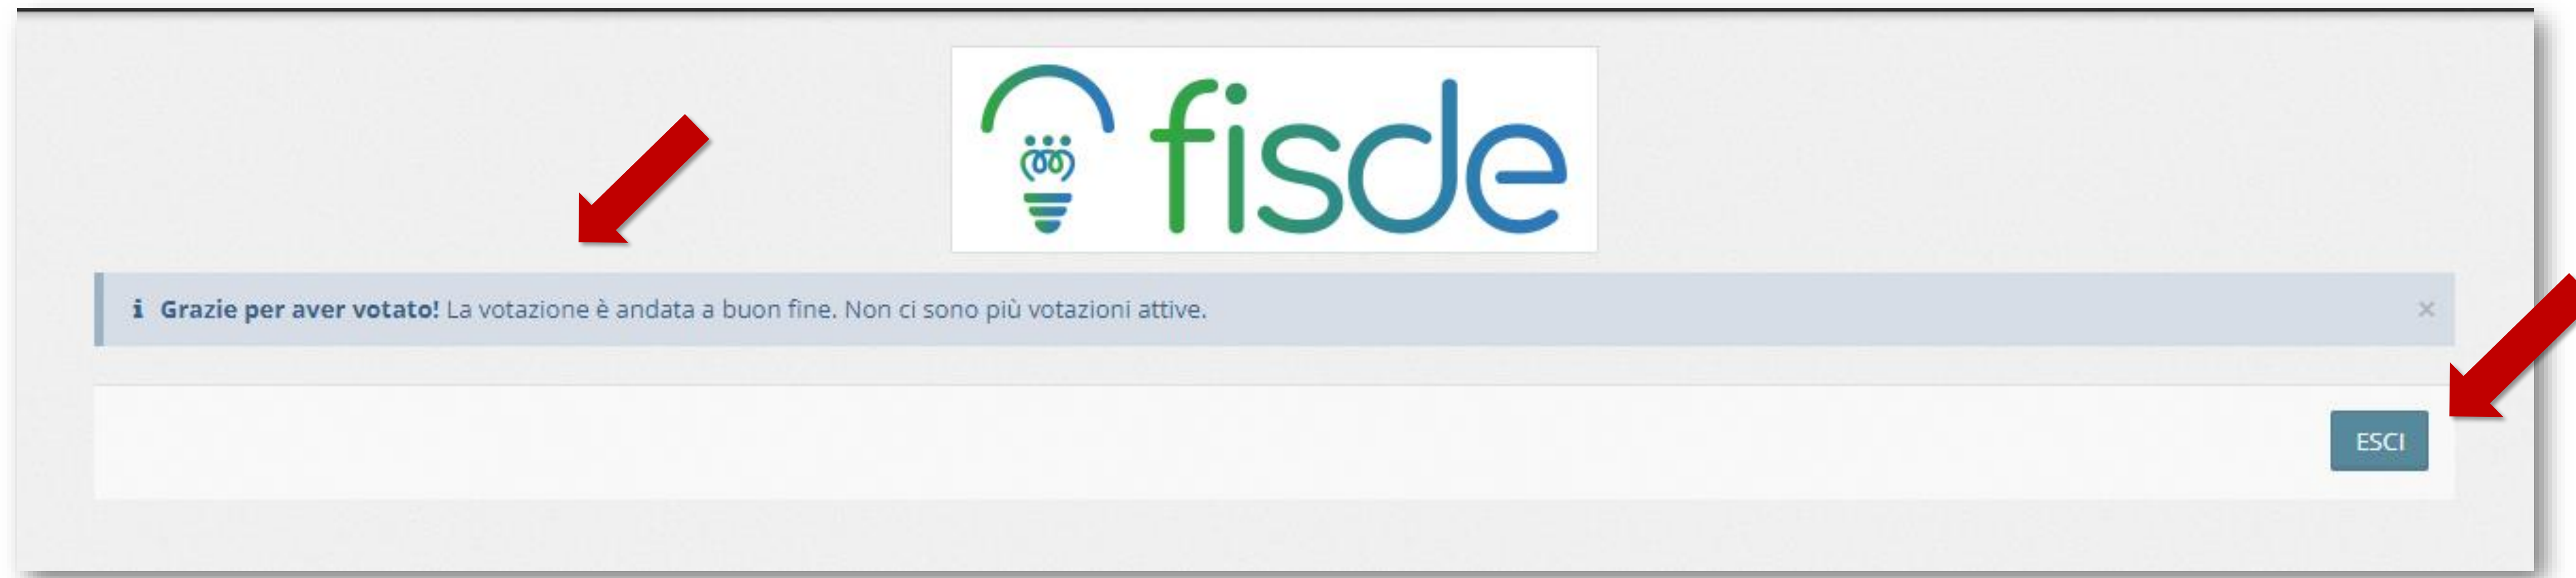 fisde
i Grazie per aver votato! La votazione è andata a buon fine. Non ci sono più votazioni attive. ×
ESCI